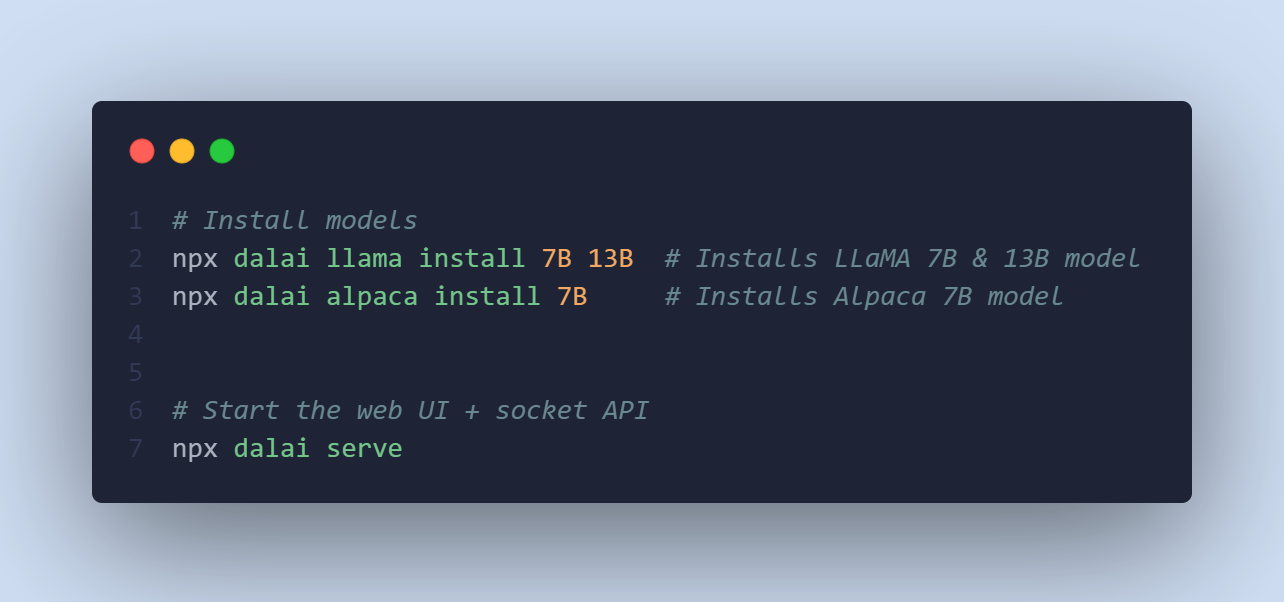 1 # Install models
2 npx dalai llama install 7B 13B  # Installs LLaMA 7B & 13B model
3 npx dalai alpaca install 7B     # Installs Alpaca 7B model
4
5
6 # Start the web UI + socket API
7 npx dalai serve